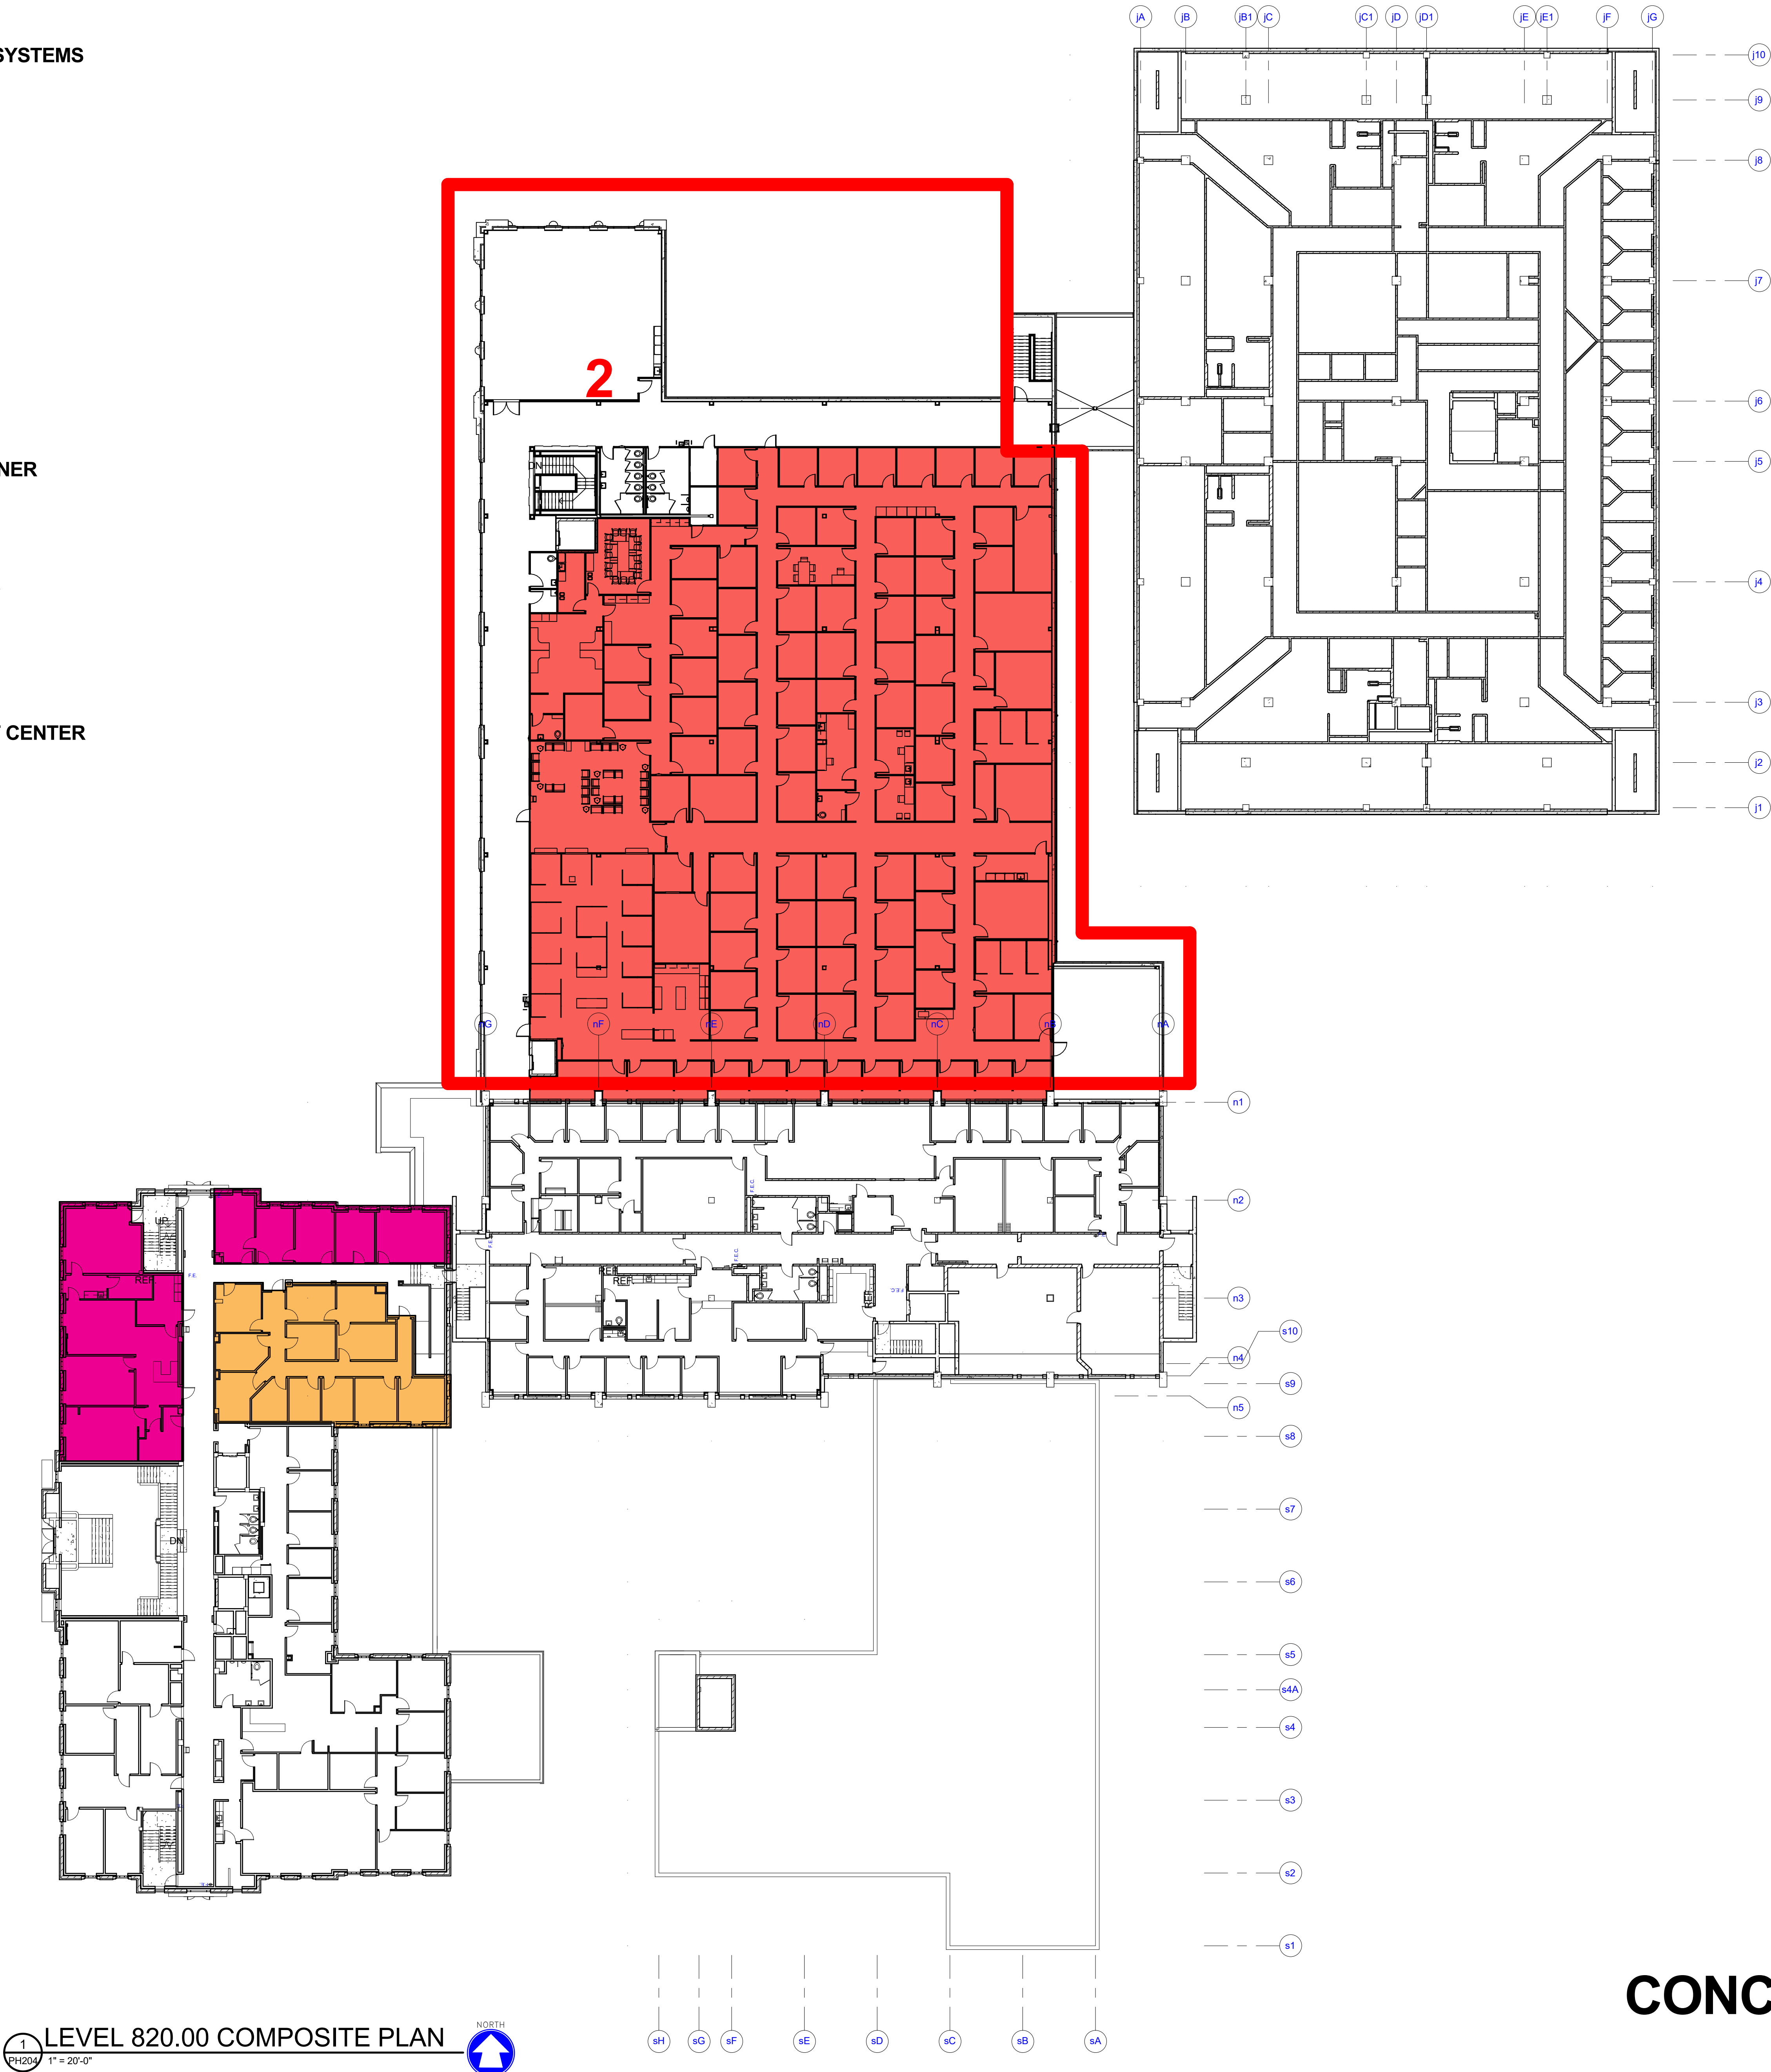 jA jB jB1 jC jC1 jD jD1 jE jE1 jF jG
SYSTEMS
j10
j9
j8
j7
2
j6
NER
j5
DN
j4
j3
CENTER
j2
j1
nG nF nE nD nC nB nA
n1
F.E.C.
n2
UP
F.E.
REF
F.E.C.
REF
REF
F.E.C.
REF
F.E.
n3
s10
n4
s9
n5
s8
s7
DN
s6
s5
s4A
s4
s3
s2
s1
CONC
sH sG sF sE sD sC sB sA
NORTH
1
PH204
LEVEL 820.00 COMPOSITE PLAN
1" = 20'-0"